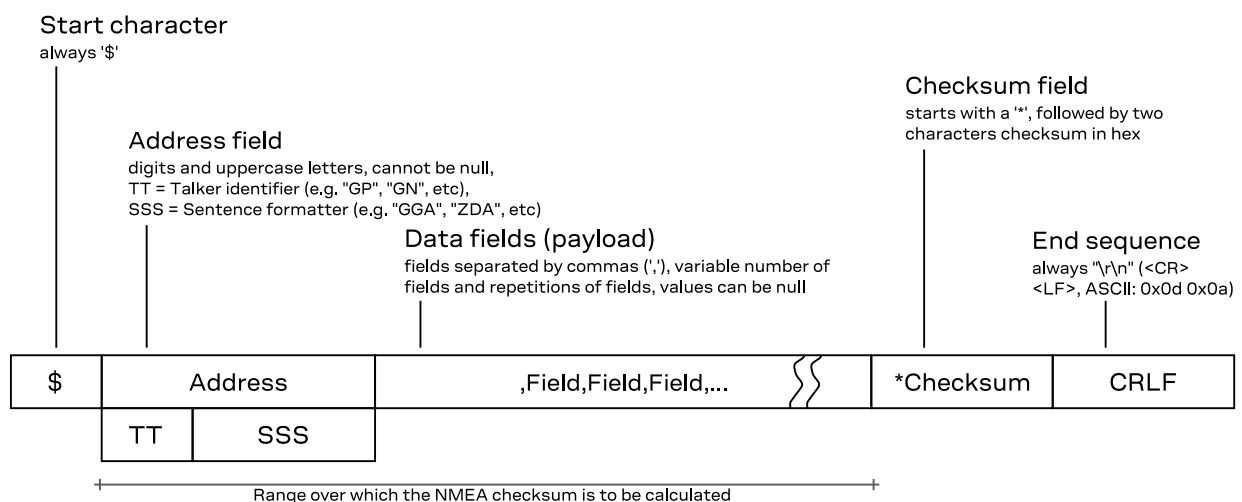 Start character
always '$'
Checksum field
starts with a '*', followed by two
characters checksum in hex
Address field
digits and uppercase letters, cannot be null,
TT = Talker identifier (e.g. "GP", "GN", etc),
SSS = Sentence formatter (e.g. "GGA", "ZDA", etc)
Data fields (payload)
fields separated by commas (','), variable number of
fields and repetitions of fields, values can be null
End sequence
always "\r\n" (<CR>
<LF>, ASCII: 0x0d 0x0a)
$ Address ,Field,Field,Field,... *Checksum CRLF
TT SSS
Range over which the NMEA checksum is to be calculated